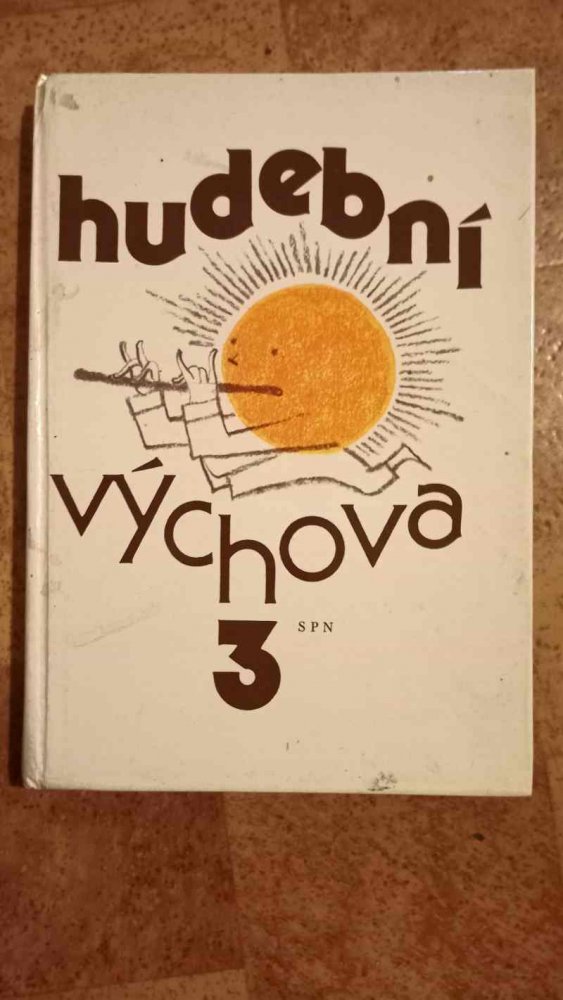 hudební
výchova
3
SPN